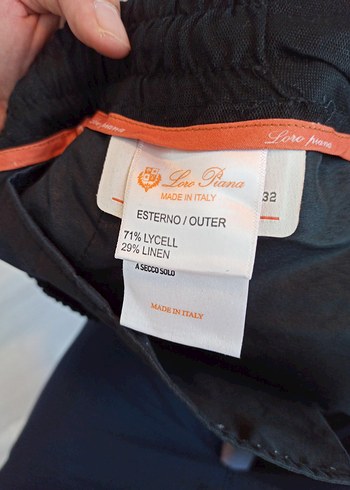 Loro piana
Loro Piana
MADE IN ITALY
32
ESTERNO / OUTER
71% LYCELL
29% LINEN
A SECCO SOLO
MADE IN ITALY